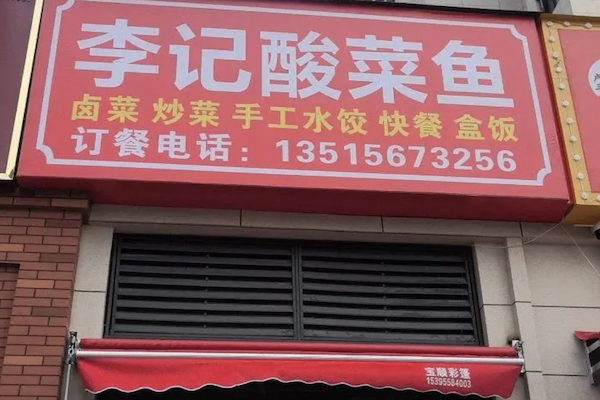 李记酸菜鱼
卤菜 炒菜 手工水饺 快餐 盒饭
订餐电话：13515673256
宝顺彩篷
15395584003